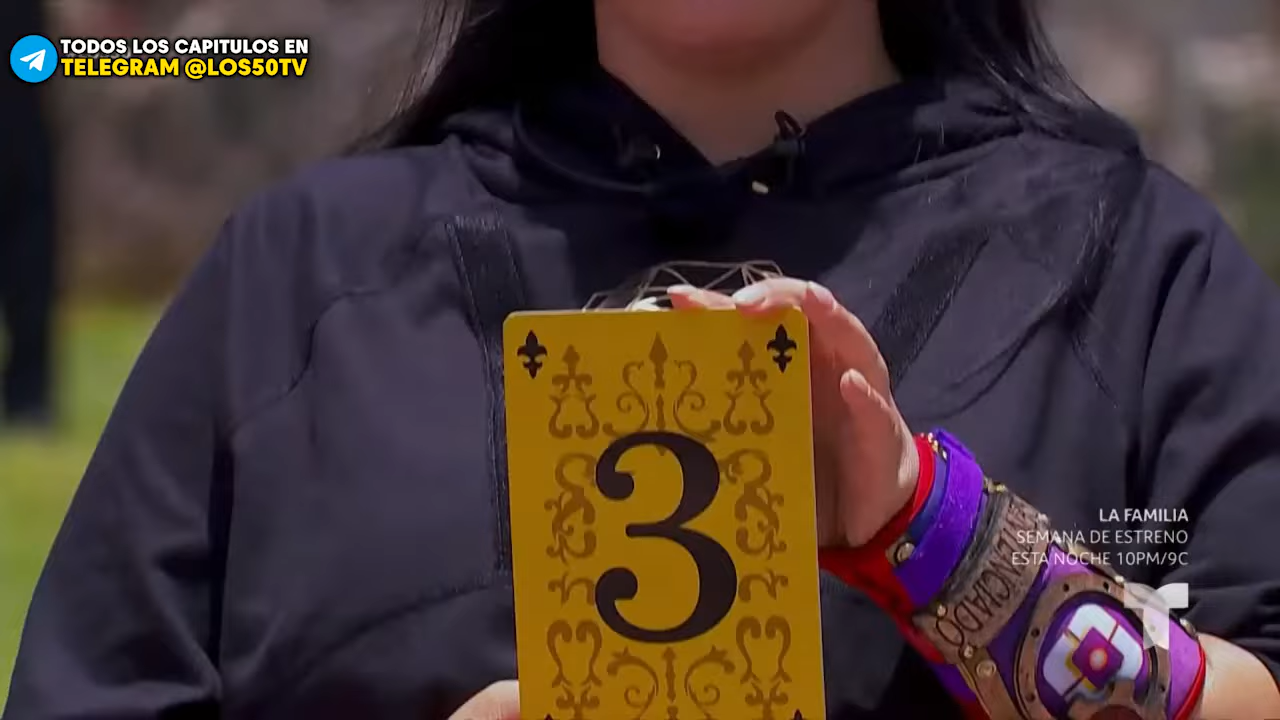 TODOS LOS CAPITULOS EN
TELEGRAM @LOS50TV
3
LA FAMILIA
SEMANA DE ESTRENO
ESTA NOCHE 10PM/9C